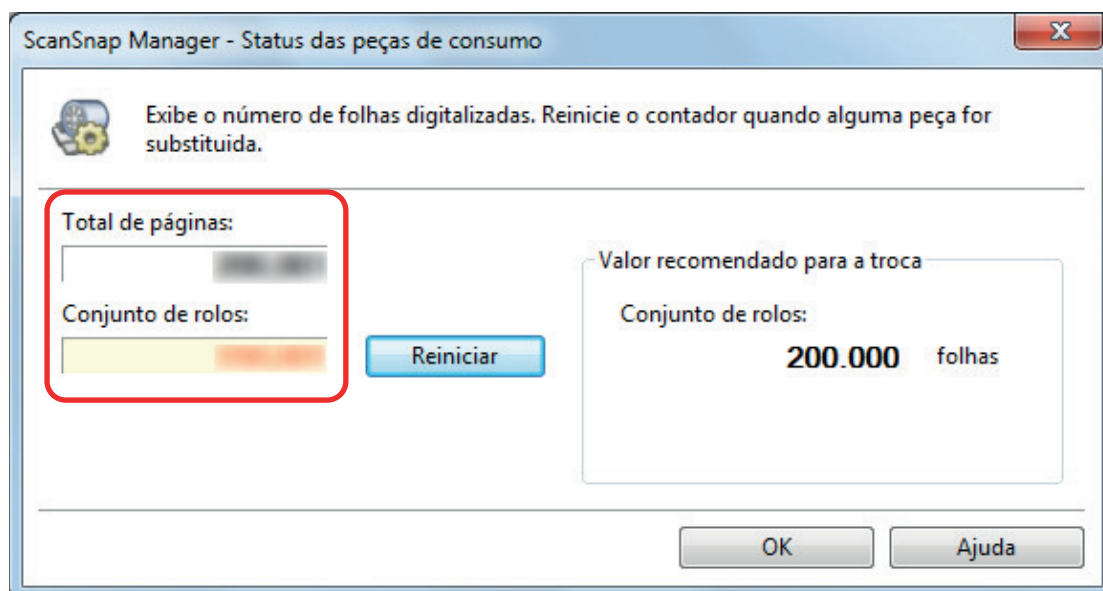 ScanSnap Manager - Status das peças de consumo
Exibe o número de folhas digitalizadas. Reinicie o contador quando alguma peça for
substituida.
Total de páginas:
Conjunto de rolos:
Reiniciar
Valor recomendado para a troca
Conjunto de rolos:
200.000 folhas
OK
Ajuda